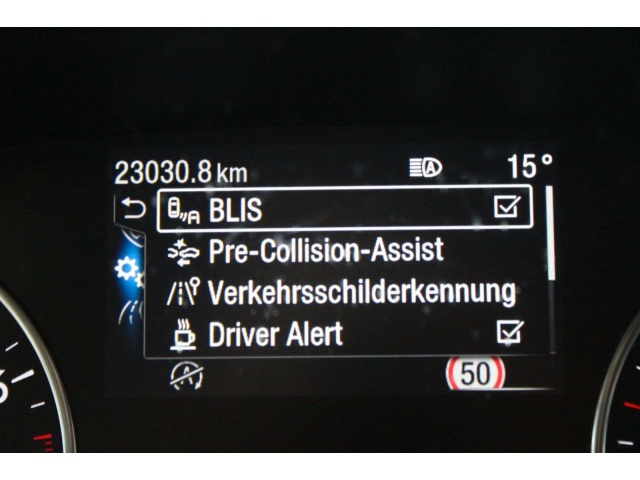 23030.8 km A 15°
A BLIS
Pre-Collision-Assist
Verkehrsschilderkennung
Driver Alert
A 50